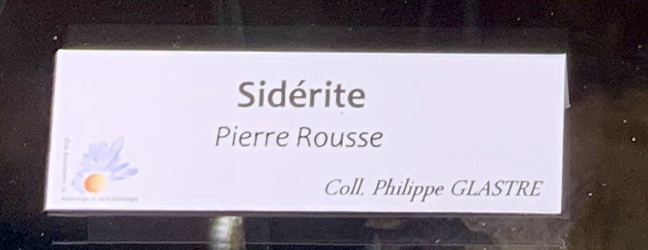 Sidérite
Pierre Rousse
Coll. Philippe GLASTRE